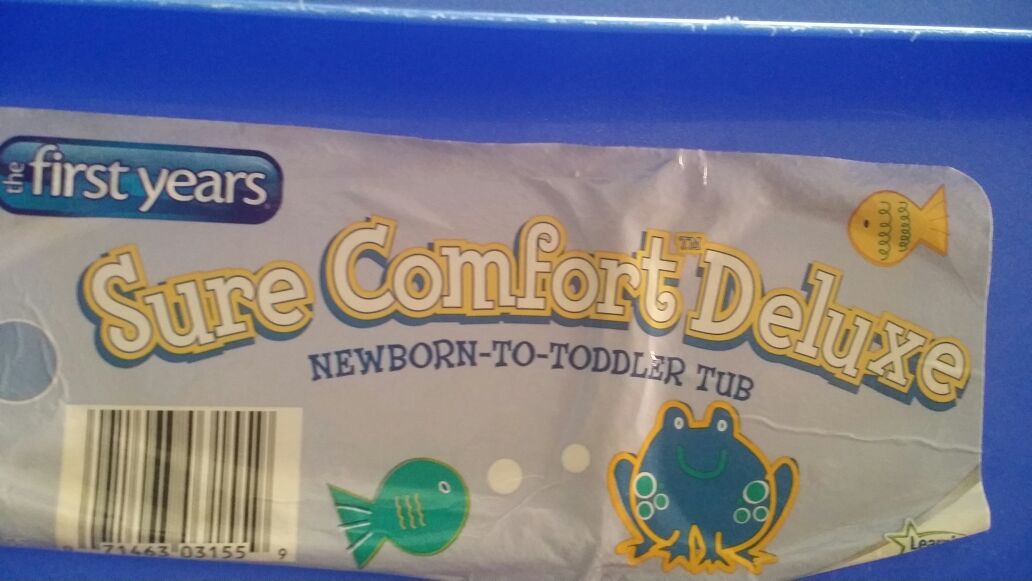 the first years
Sure Comfort™ Deluxe
NEWBORN-TO-TODDLER TUB
71463 03155 9